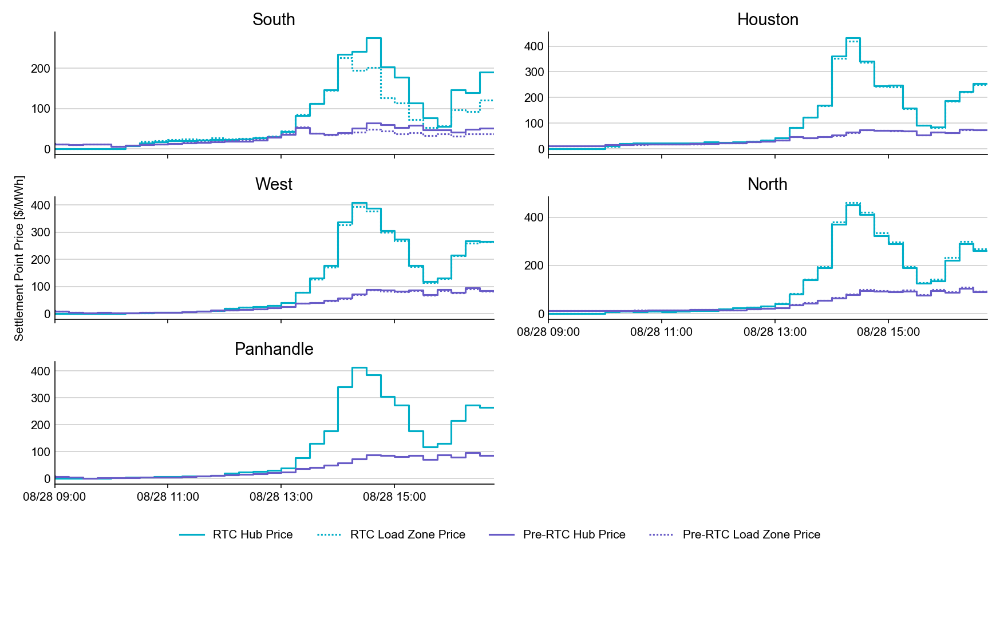 South
Houston
200
100
0
400
300
200
100
0
Settlement Point Price [$/MWh]
West
North
400
300
200
100
0
400
200
0
08/28 09:00 08/28 11:00 08/28 13:00 08/28 15:00
Panhandle
400
300
200
100
0
08/28 09:00 08/28 11:00 08/28 13:00 08/28 15:00
RTC Hub Price RTC Load Zone Price Pre-RTC Hub Price Pre-RTC Load Zone Price